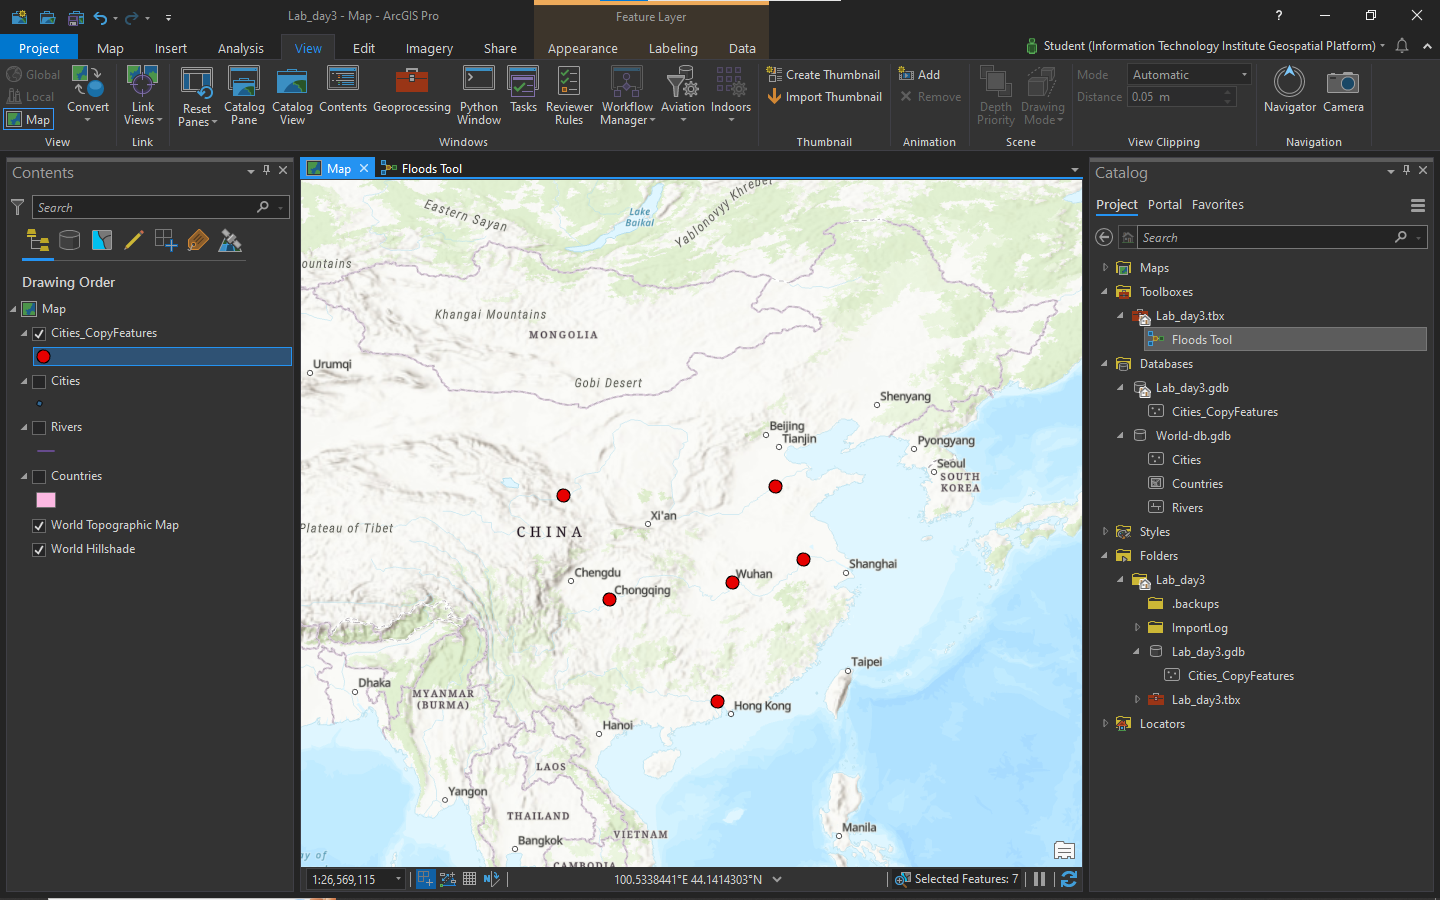 Lab_day3 - Map - ArcGIS Pro
Feature Layer
?
Project
Map
Insert
Analysis
View
Edit
Imagery
Share
Appearance
Labeling
Data
Student (Information Technology Institute Geospatial Platform)
Global
Local
Map
Convert
Link Views
Reset Panes
Catalog Pane
Catalog View
Contents
Geoprocessing
Python Window
Tasks
Reviewer Rules
Workflow Manager
Aviation
Indoors
Create Thumbnail
Import Thumbnail
Add
Remove
Depth Priority
Drawing Mode
Mode
Automatic
Distance
0.05 m
Navigator
Camera
View
Link
Windows
Thumbnail
Animation
Scene
View Clipping
Navigation
Contents
Search
Drawing Order
Map
Cities_CopyFeatures
Cities
Rivers
Countries
World Topographic Map
World Hillshade
Map
Floods Tool
Eastern Sayan
Lake
Baikal
Yablonovyy Khrebet
ountains
Khangai Mountains
MONGOLIA
Urumqi
Gobi Desert
Shenyang
Beijing
Tianjin
Pyongyang
Seoul
SOUTH
KOREA
Xi'an
Plateau of Tibet
CHINA
Chengdu
Chongqing
Wuhan
Shanghai
Taipei
Dhaka
MYANMAR
(BURMA)
Hong Kong
Hanoi
LAOS
Yangon
THAILAND
VIETNAM
Bangkok
Manila
ay of
CAMBODIA
1:26,569,115
100.5338441°E 44.1414303°N
Selected Features: 7
Catalog
Project
Portal
Favorites
Search
Maps
Toolboxes
Lab_day3.tbx
Floods Tool
Databases
Lab_day3.gdb
Cities_CopyFeatures
World-db.gdb
Cities
Countries
Rivers
Styles
Folders
Lab_day3
.backups
ImportLog
Lab_day3.gdb
Cities_CopyFeatures
Lab_day3.tbx
Locators